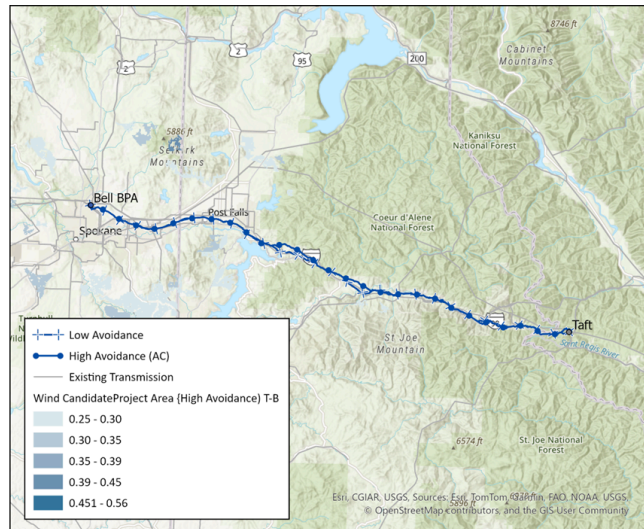 8746 ft
2
95
200
Cabinet
Mountains
2
5886 ft
Selkirk
Mountains
Kaniksu
National Forest
Bell BPA
Post Falls
Spokane
Coeur d'Alene
National Forest
Taft
St Joe
Mountain
Saint Regis River
Low Avoidance
High Avoidance (AC)
Existing Transmission
Wind CandidateProject Area {High Avoidance) T-B
0.25 - 0.30
0.30 - 0.35
0.35 - 0.39
0.39 - 0.45
0.451 - 0.56
6574 ft
St. Joe National
Forest
Esri, CGIAR, USGS, Sources: Esri, TomTom, Garmin, FAO, NOAA, USGS,
© OpenStreetMap contributors, and the GIS User Community